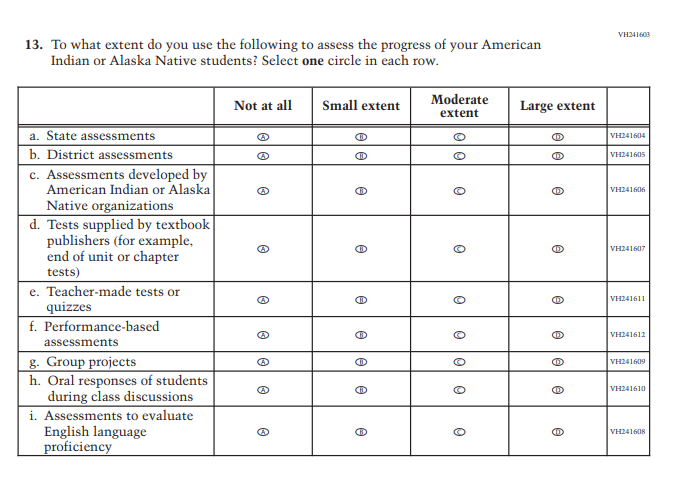 VH241603
13. To what extent do you use the following to assess the progress of your American
Indian or Alaska Native students? Select one circle in each row.
Not at all Small extent Moderate extent Large extent
a. State assessments A B C D VH241604
b. District assessments A B C D VH241605
c. Assessments developed by
American Indian or Alaska A B C D VH241606
Native organizations
d. Tests supplied by textbook
publishers (for example, A B C D VH241607
end of unit or chapter
tests)
e. Teacher-made tests or A B C D VH241611
quizzes
f. Performance-based A B C D VH241612
assessments
g. Group projects A B C D VH241609
h. Oral responses of students A B C D VH241610
during class discussions
i. Assessments to evaluate
English language A B C D VH241608
proficiency